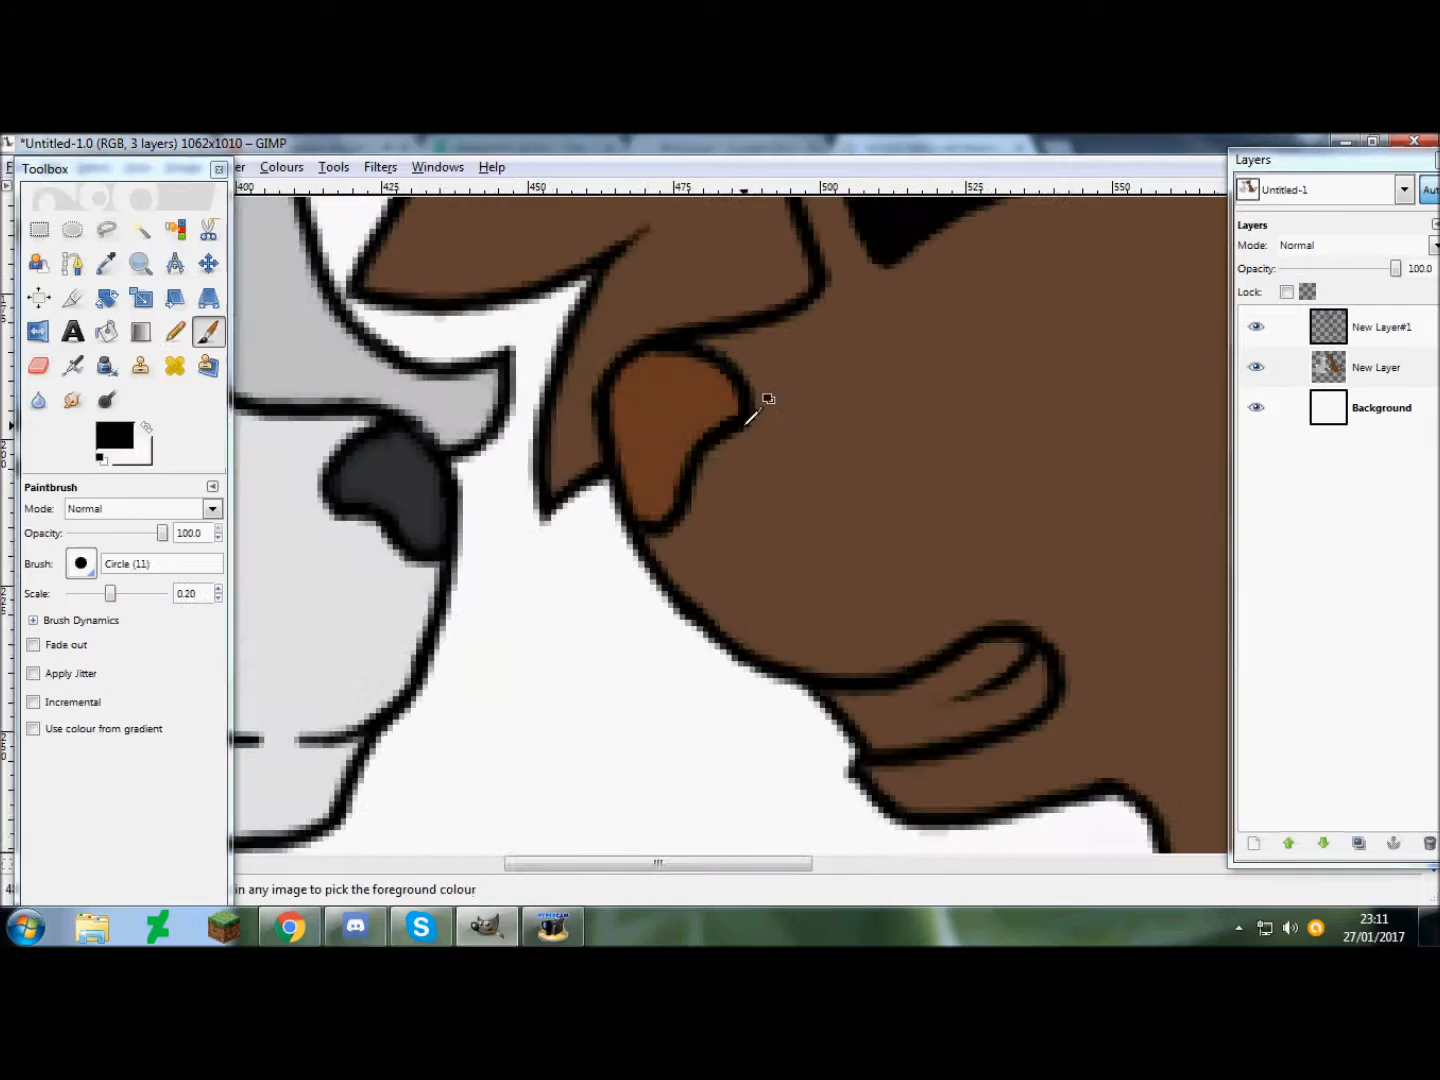 *Untitled-1.0 (RGB, 3 layers) 1062x1010 – GIMP
Toolbox
Colours Tools Filters Windows Help
400 425 450 475 500 525 550
Layers
Untitled-1
Layers
Mode: Normal
Opacity: 100.0
Lock:
New Layer#1
New Layer
Background
Paintbrush
Mode: Normal
Opacity: 100.0
Brush: Circle (11)
Scale: 0.20
Brush Dynamics
Fade out
Apply Jitter
Incremental
Use colour from gradient
in any image to pick the foreground colour
HYPERCAM
23:11
27/01/2017